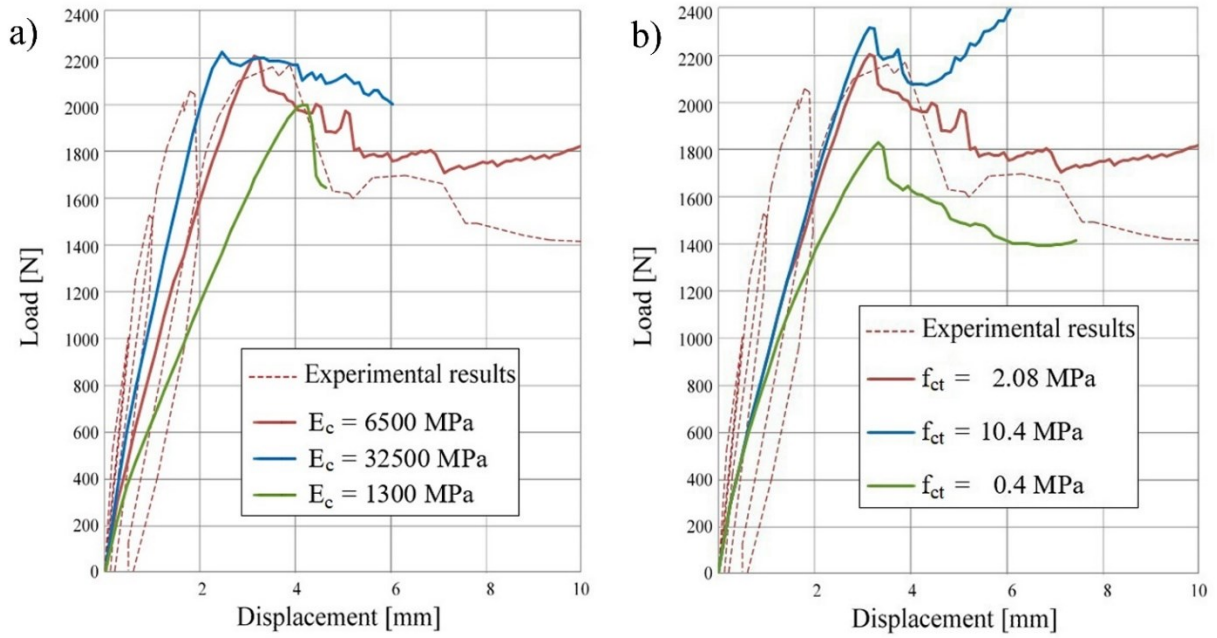 a)
Load [N]
2400
2200
2000
1800
1600
1400
1200
1000
800
600
400
200
0
2
4
6
8
10
Displacement [mm]
Experimental results
E_c = 6500 MPa
E_c = 32500 MPa
E_c = 1300 MPa
b)
Load [N]
2400
2200
2000
1800
1600
1400
1200
1000
800
600
400
200
0
2
4
6
8
10
Displacement [mm]
Experimental results
f_ct = 2.08 MPa
f_ct = 10.4 MPa
f_ct = 0.4 MPa